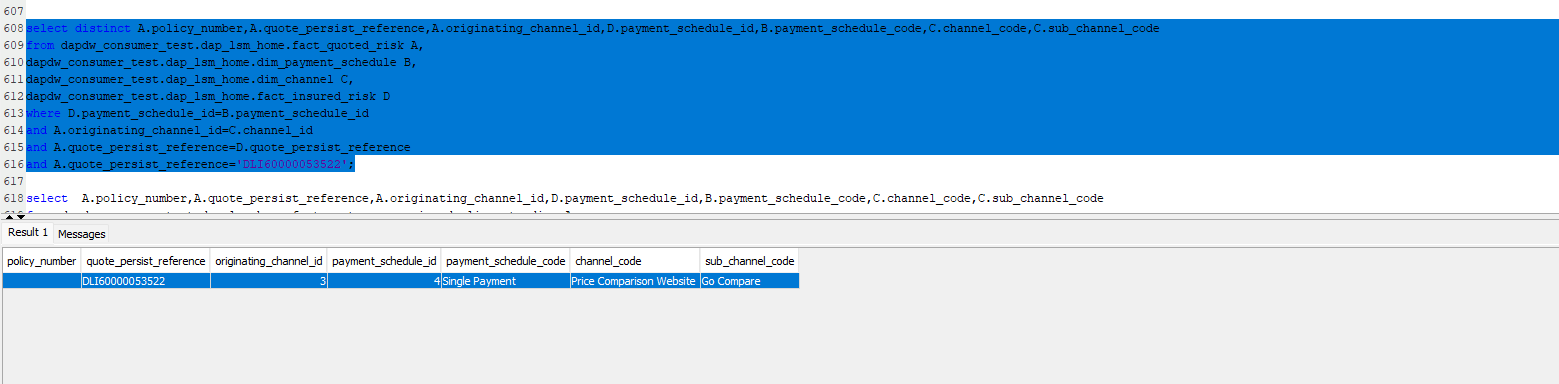 607
608 select distinct A.policy_number,A.quote_persist_reference,A.originating_channel_id,D.payment_schedule_id,B.payment_schedule_code,C.channel_code,C.sub_channel_code
609 from dapdw_consumer_test.dap_lsm_home.fact_quoted_risk A,
610 dapdw_consumer_test.dap_lsm_home.dim_payment_schedule B,
611 dapdw_consumer_test.dap_lsm_home.dim_channel C,
612 dapdw_consumer_test.dap_lsm_home.fact_insured_risk D
613 where D.payment_schedule_id=B.payment_schedule_id
614 and A.originating_channel_id=C.channel_id
615 and A.quote_persist_reference=D.quote_persist_reference
616 and A.quote_persist_reference='DLI60000053522';
617
618 select  A.policy_number,A.quote_persist_reference,A.originating_channel_id,D.payment_schedule_id,B.payment_schedule_code,C.channel_code,C.sub_channel_code
Result 1 Messages
policy_number quote_persist_reference originating_channel_id payment_schedule_id payment_schedule_code channel_code sub_channel_code
DLI60000053522 3 4 Single Payment Price Comparison Website Go Compare